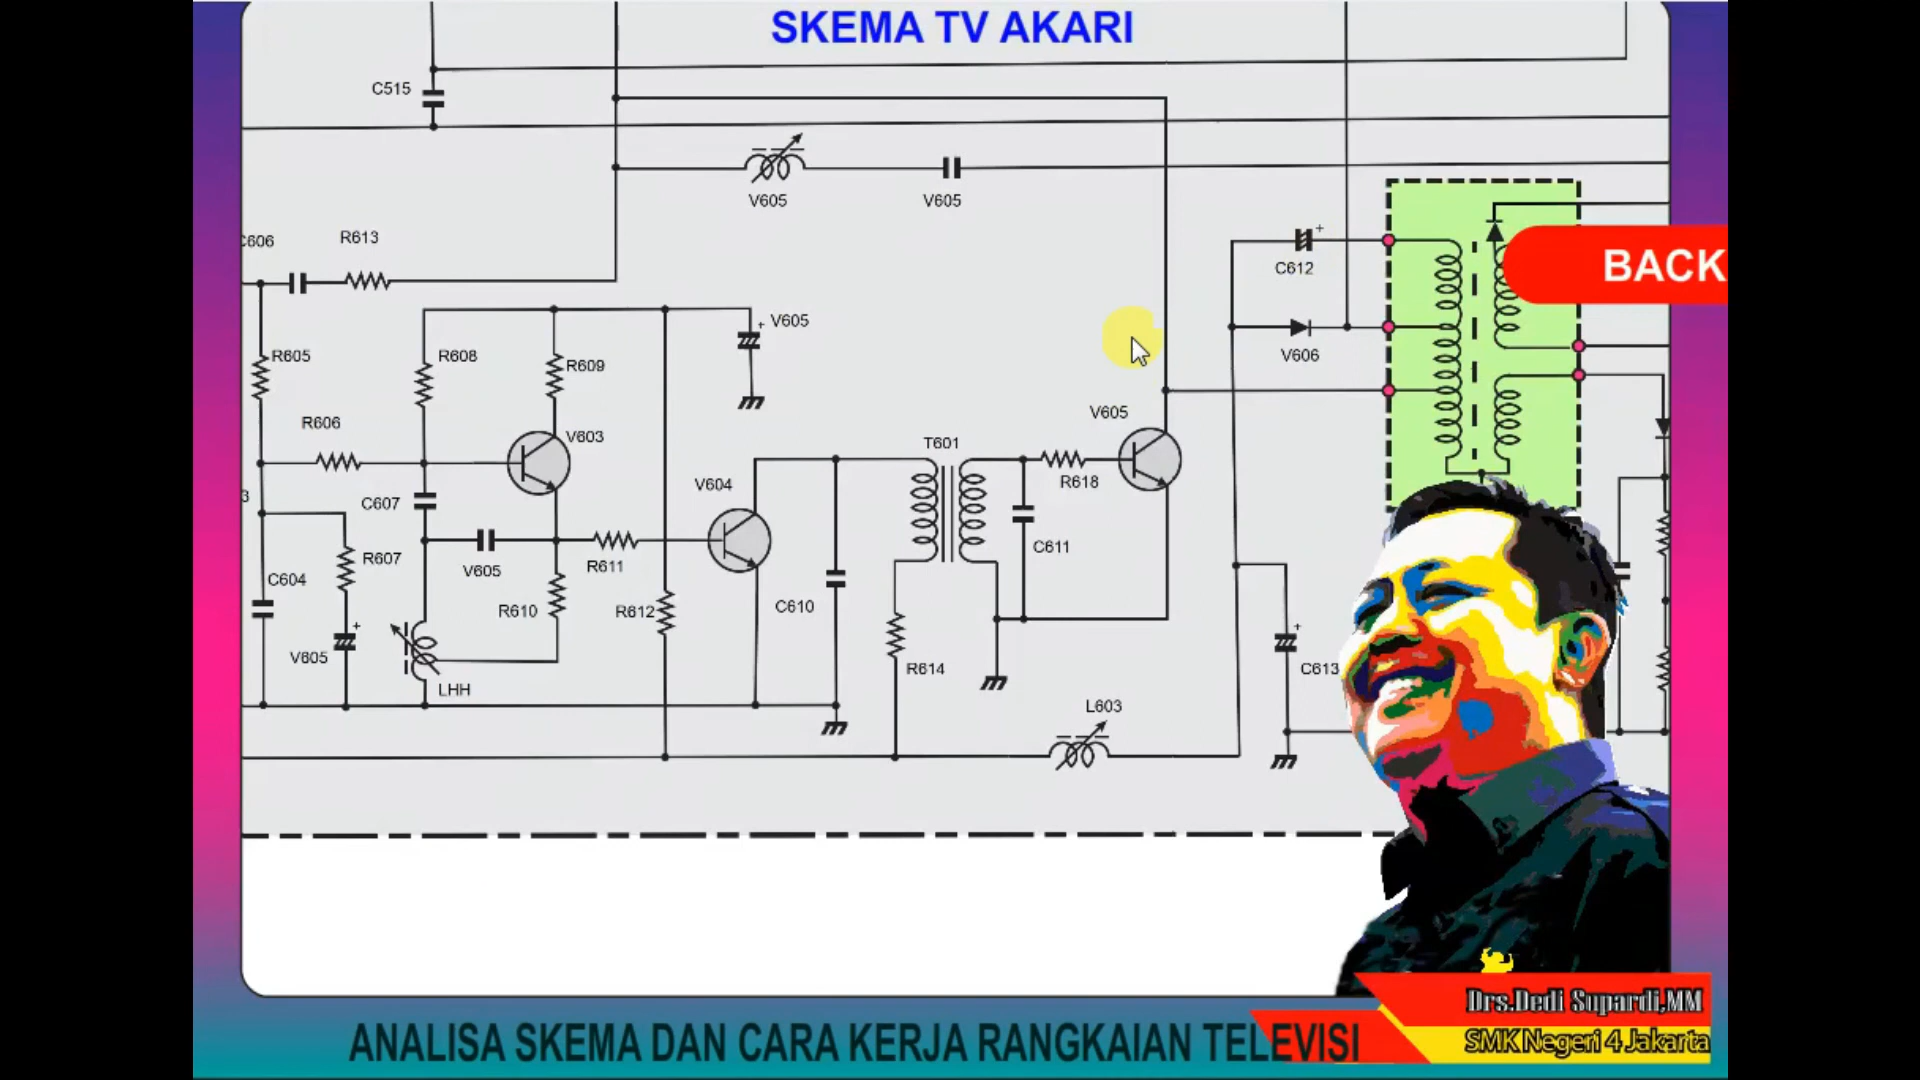 SKEMA TV AKARI
C515
V605
V605
C606
R613
BACK
C612
V605
V606
R605
R608
R609
V605
R606
V603
T601
V604
R618
C607
3
V605
R607
R611
C611
C604
R610
R612
C610
V605
R614
C613
LHH
L603
Drs.Dedi Supardi,MM
SMK Negeri 4 Jakarta
ANALISA SKEMA DAN CARA KERJA RANGKAIAN TELEVISI